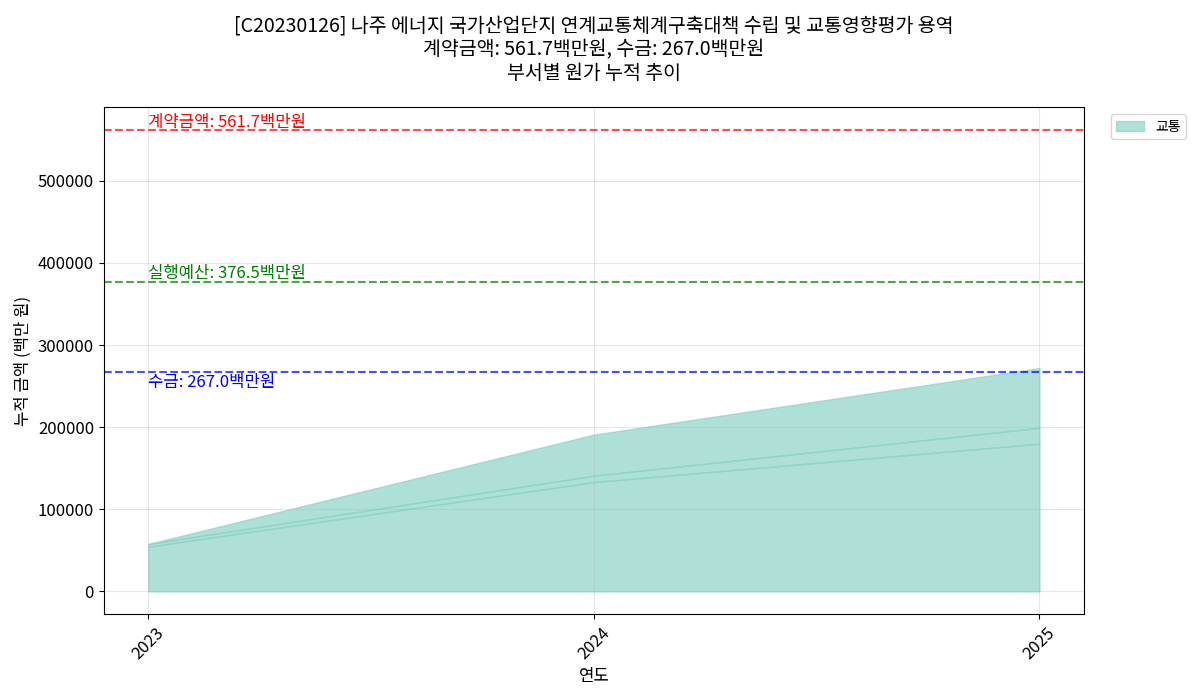 [C20230126] 나주 에너지 국가산업단지 연계교통체계구축대책 수립 및 교통영향평가 용역
계약금액: 561.7백만원, 수금: 267.0백만원
부서별 원가 누적 추이
계약금액: 561.7백만원
교통
500000
400000
실행예산: 376.5백만원
300000
수금: 267.0백만원
200000
100000
0
누적 금액 (백만 원)
2023
2024
2025
연도